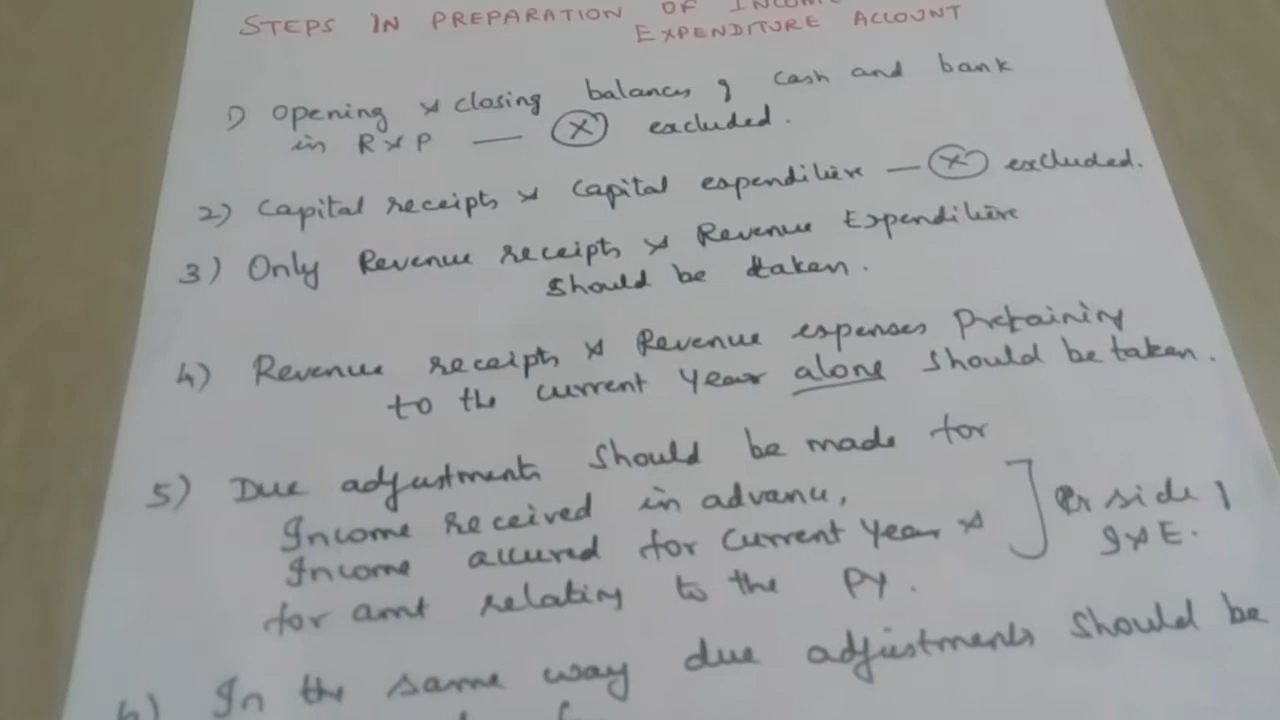 STEPS IN PREPARATION OF INCOME
EXPENDITURE ACCOUNT
1) Opening & closing balances of cash and bank
in R & P — (X) excluded.
2) Capital receipts & Capital expenditure — (X) excluded.
3) Only Revenue receipts & Revenue Expenditure
should be taken.
4) Revenue receipts & Revenue expenses Pretaining
to the current Year alone should be taken.
5) Due adjustments should be made for
Income received in advance,
Income accured for current Year &
for amt relating to the PY.
] Cr side of
I & E.
6) In the same way due adjustments should be